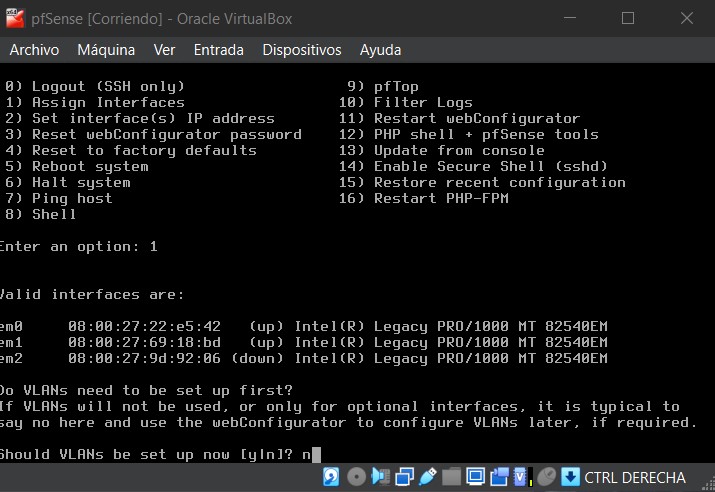 pfSense [Corriendo] - Oracle VirtualBox
Archivo Máquina Ver Entrada Dispositivos Ayuda
0) Logout (SSH only) 9) pfTop
1) Assign Interfaces 10) Filter Logs
2) Set interface(s) IP address 11) Restart webConfigurator
3) Reset webConfigurator password 12) PHP shell + pfSense tools
4) Reset to factory defaults 13) Update from console
5) Reboot system 14) Enable Secure Shell (sshd)
6) Halt system 15) Restore recent configuration
7) Ping host 16) Restart PHP-FPM
8) Shell
Enter an option: 1
Valid interfaces are:
em0 08:00:27:22:e5:42 (up) Intel(R) Legacy PRO/1000 MT 82540EM
em1 08:00:27:69:18:bd (up) Intel(R) Legacy PRO/1000 MT 82540EM
em2 08:00:27:9d:92:06 (down) Intel(R) Legacy PRO/1000 MT 82540EM
Do VLANs need to be set up first?
If VLANs will not be used, or only for optional interfaces, it is typical to
say no here and use the webConfigurator to configure VLANs later, if required.
Should VLANs be set up now [y|n]? n
CTRL DERECHA